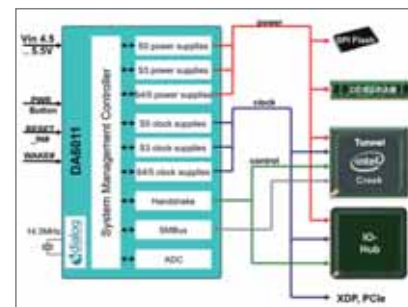 Vin 4.5
.. 5.5V
PWR
Button
RESET
WAKE#
14.3MHz
DA6011
dialog
System Management Controller
S0 power supplies
S3 power supplies
S4/5 power supplies
S0 clock supplies
S3 clock supplies
S4/5 clock supplies
Handshake
SMBus
ADC
power
clock
control
SPI Flash
Tunnel
intel
Creek
IO-
Hub
XDP, PCIe